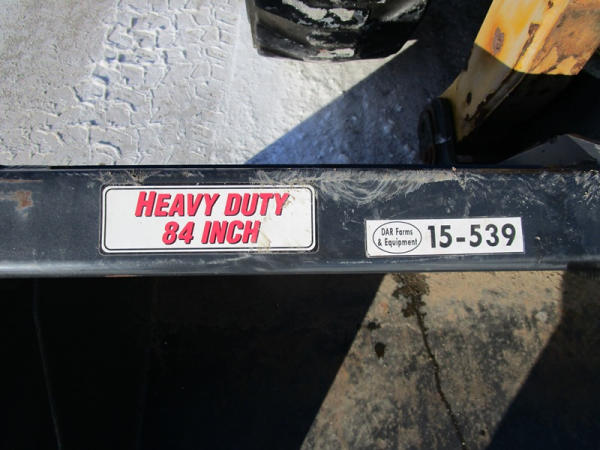 HEAVY DUTY
84 INCH
DAR Farms
& Equipment
15-539